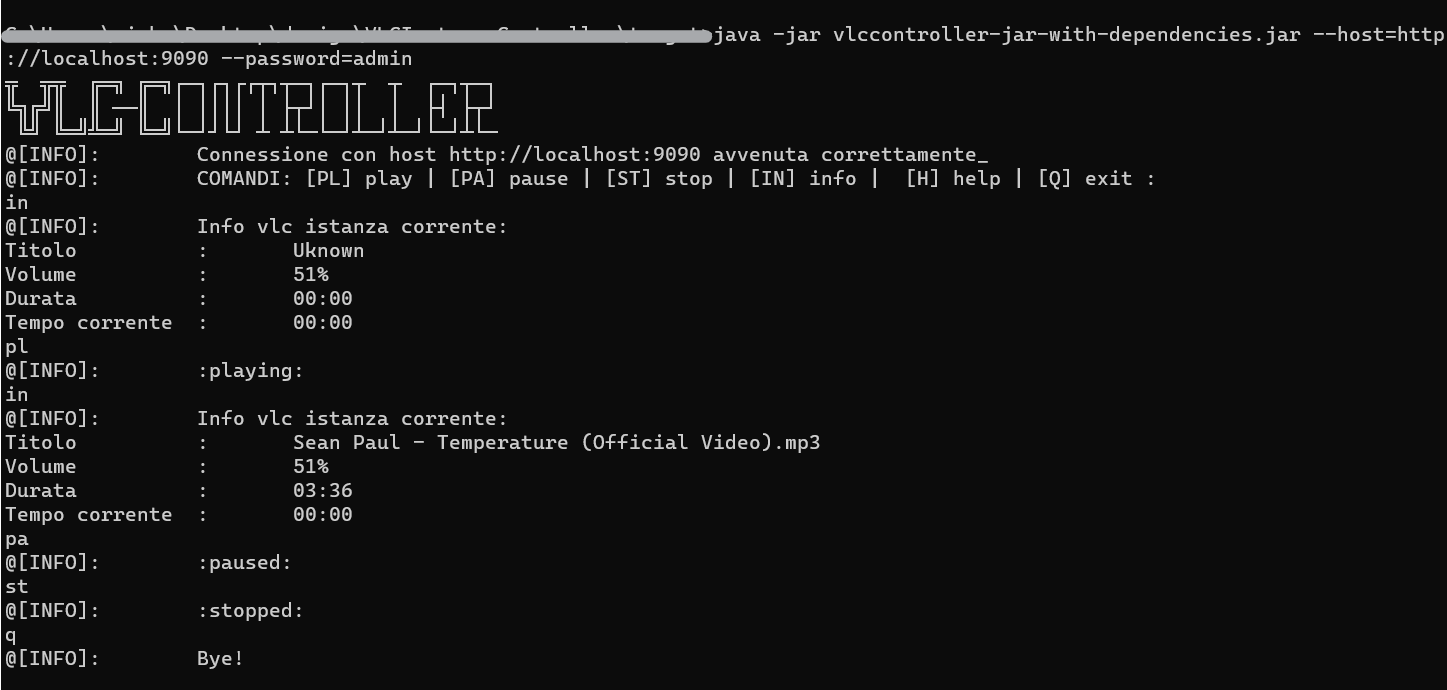 java -jar vlccontroller-jar-with-dependencies.jar --host=http
://localhost:9090 --password=admin
VLC-CONTROLLER
@[INFO]: Connessione con host http://localhost:9090 avvenuta correttamente_
@[INFO]: COMANDI: [PL] play | [PA] pause | [ST] stop | [IN] info |  [H] help | [Q] exit :
in
@[INFO]: Info vlc istanza corrente:
Titolo : Uknown
Volume : 51%
Durata : 00:00
Tempo corrente : 00:00
pl
@[INFO]: :playing:
in
@[INFO]: Info vlc istanza corrente:
Titolo : Sean Paul - Temperature (Official Video).mp3
Volume : 51%
Durata : 03:36
Tempo corrente : 00:00
pa
@[INFO]: :paused:
st
@[INFO]: :stopped:
q
@[INFO]: Bye!